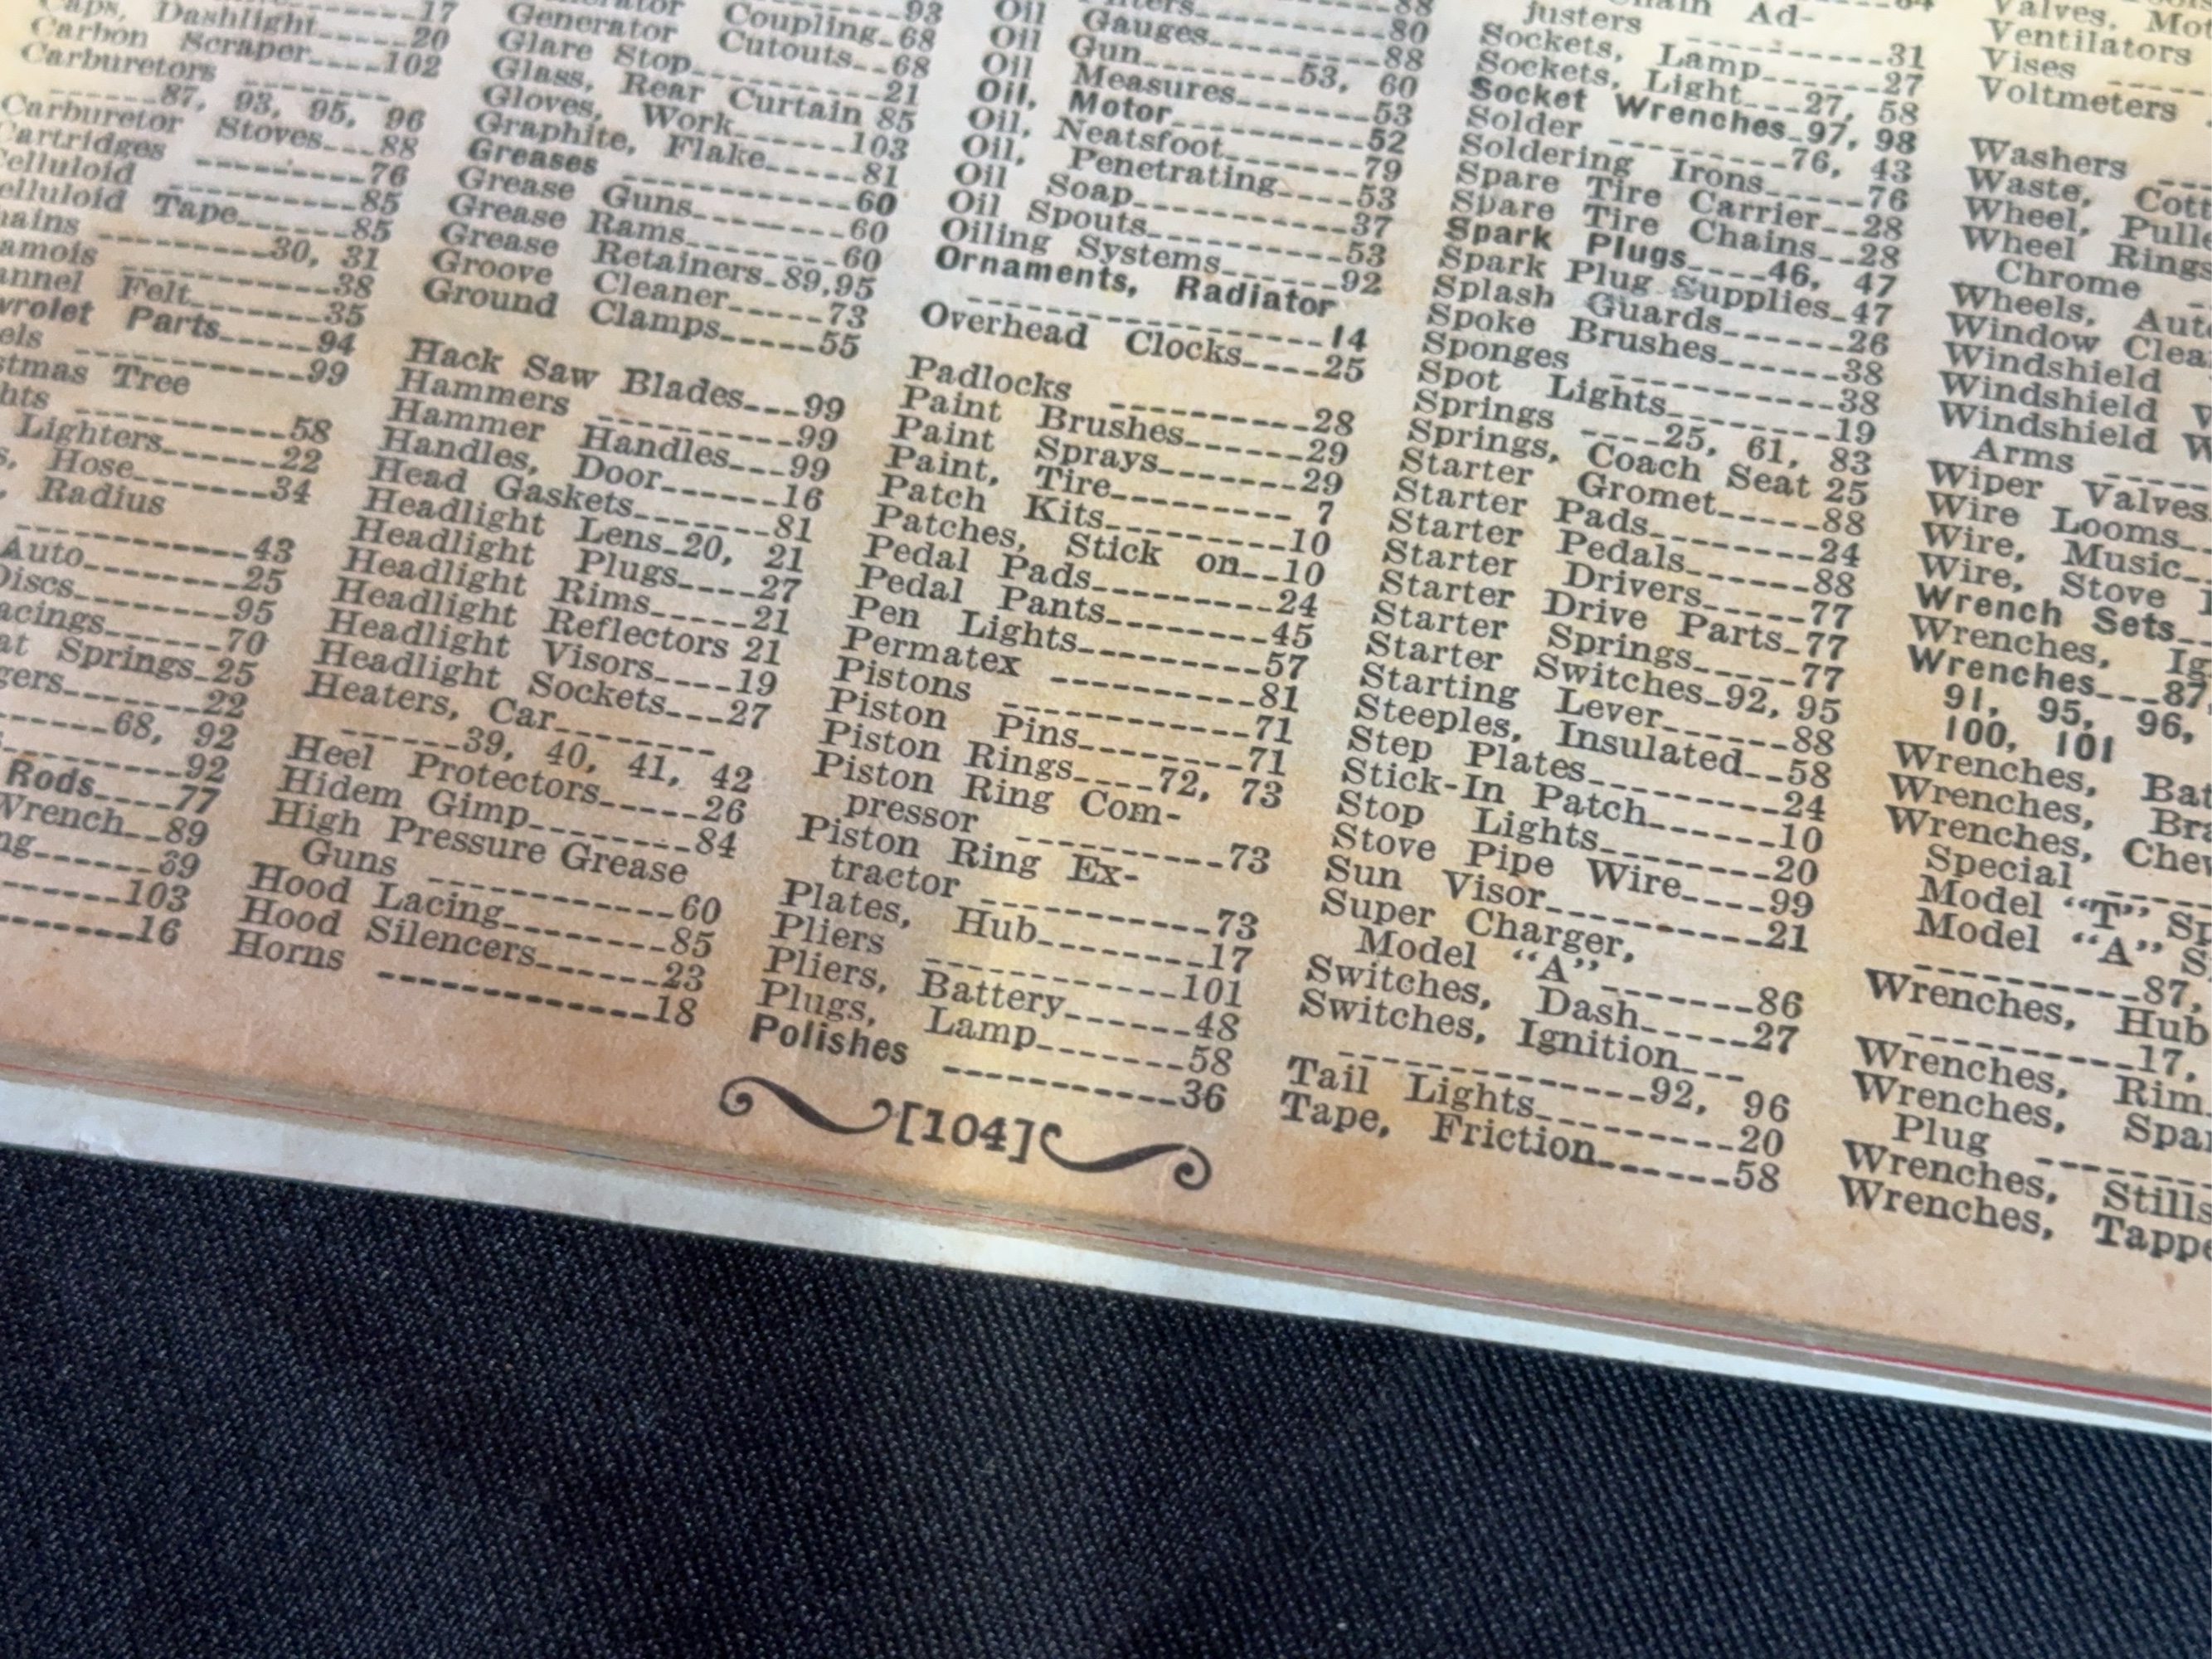 Caps, Dashlight 17
Carbon Scraper 20
Carburetors 102
87, 93, 95, 96
Carburetor Stoves 88
Cartridges 76
Celluloid 85
Celluloid Tape 85
30, 31
38
Felt 35
Parts 94
99
Tree
58
Lighters 22
Hose 34
Radius
43
Auto 25
Discs 95
70
Springs 25
22
68, 92
92
Rods 77
Wrench 89
39
103
16
Generator Coupling 68
Generator Cutouts 68
Glare Stop 21
Glass, Rear Curtain 85
Gloves, Work 103
Graphite, Flake 81
Greases 60
Grease Guns 60
Grease Rams 60
Grease Retainers 89,95
Groove Cleaner 73
Ground Clamps 55
Hack Saw Blades 99
Hammers 99
Hammer Handles 99
Handles, Door 16
Head Gaskets 81
Headlight Lens 20, 21
Headlight Plugs 27
Headlight Rims 21
Headlight Reflectors 21
Headlight Visors 19
Headlight Sockets 27
Heaters, Car
39, 40, 41, 42
Heel Protectors 26
Hidem Gimp 84
High Pressure Grease
Guns 60
Hood Lacing 85
Hood Silencers 23
Horns 18
Oil Gauges 80
Oil Gun 88
Oil Measures 53, 60
Oil, Motor 53
Oil, Neatsfoot 52
Oil, Penetrating 79
Oil Soap 53
Oil Spouts 37
Oiling Systems 53
92
Ornaments, Radiator
14
Overhead Clocks 25
Padlocks 28
Paint Brushes 29
Paint Sprays 29
Paint, Tire 7
Patch Kits 10
Patches, Stick on 10
Pedal Pads 24
Pedal Pants 45
Pen Lights 57
Permatex 81
Pistons 71
Piston Pins 71
Piston Rings 72, 73
Piston Ring Com-
pressor 73
Piston Ring Ex-
tractor 73
Plates, Hub 17
Pliers 101
Pliers, Battery 48
Plugs, Lamp 58
Polishes 36
Ad-
justers 31
Sockets, Lamp 27
Sockets, Light 27, 58
Socket Wrenches 97, 98
Solder 76, 43
Soldering Irons 76
Spare Tire Carrier 28
Spare Tire Chains 28
Spark Plugs 46, 47
Spark Plug Supplies 47
Splash Guards 26
Spoke Brushes 38
Sponges 38
Spot Lights 19
Springs 25, 61, 83
Springs, Coach Seat 25
Starter Gromet 88
Starter Pads 24
Starter Pedals 88
Starter Drivers 77
Starter Drive Parts 77
Starter Springs 77
Starter Switches 92, 95
Starting Lever 88
Steeples, Insulated 58
Step Plates 24
Stick-In Patch 10
Stop Lights 20
Stove Pipe Wire 99
Sun Visor 21
Super Charger,
Model "A" 86
Switches, Dash 27
Switches, Ignition
92, 96
Tail Lights 20
Tape, Friction 58
Valves,
Ventilators
Vises
Voltmeters
Washers
Waste,
Wheel,
Wheel Rings
Chrome
Wheels,
Window
Windshield
Windshield
Windshield
Arms
Wiper Valves
Wire Looms
Wire, Music
Wire, Stove
Wrench Sets
Wrenches,
Wrenches 87,
91, 95, 96,
100, 101
Wrenches,
Wrenches,
Wrenches,
Special
Model "T"
Model "A"
87,
Wrenches, Hub
17,
Wrenches, Rim
Wrenches,
Plug
Wrenches,
Wrenches,
[104]